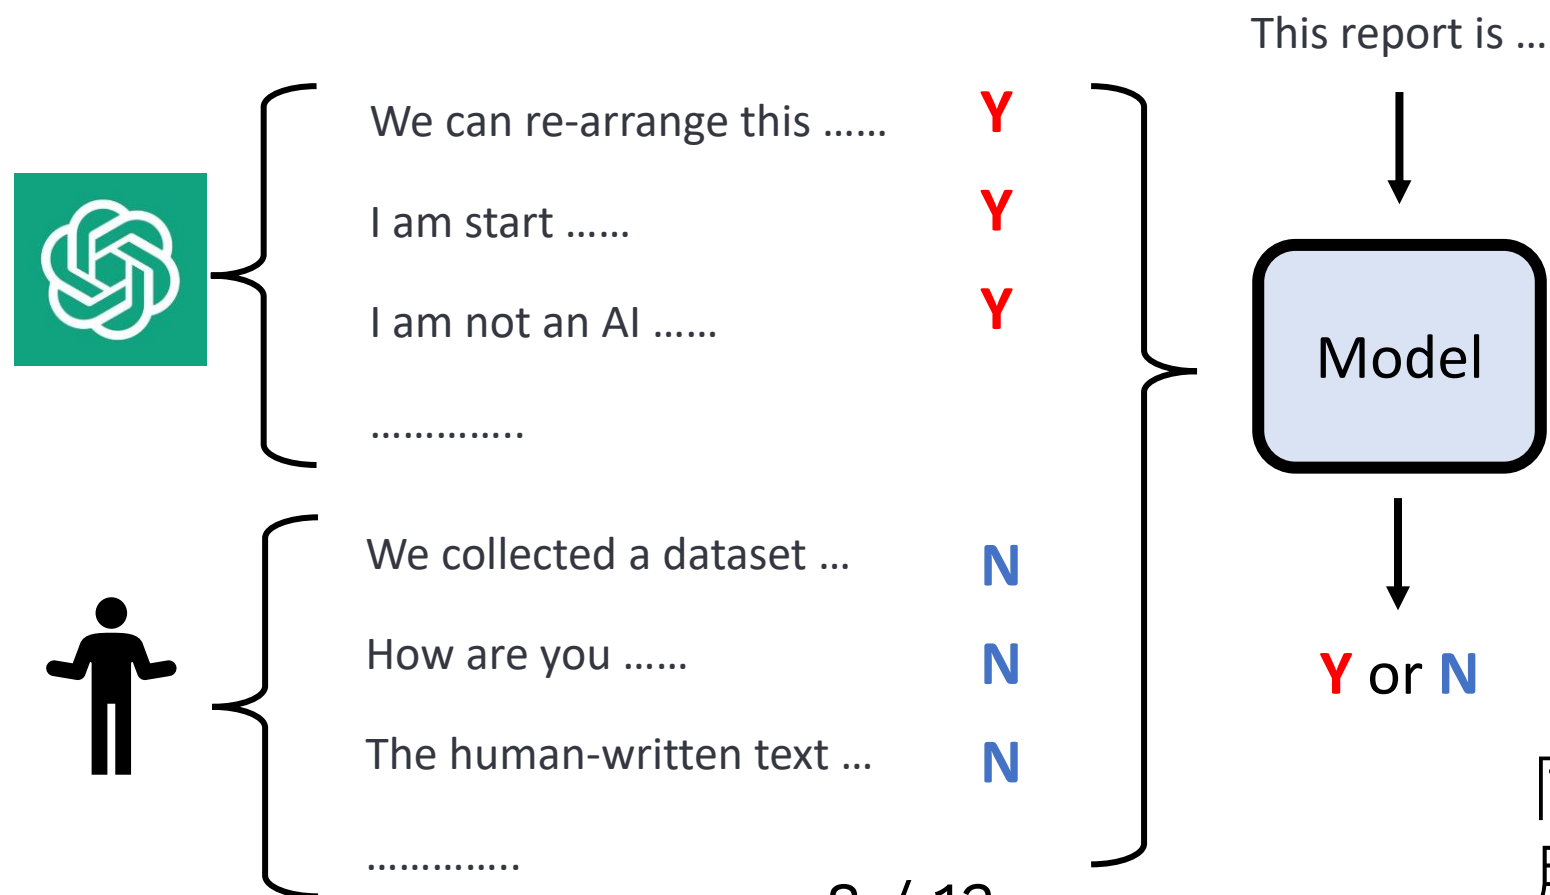 This report is …
We can re-arrange this …… Y
I am start …… Y
I am not an AI …… Y
…………..
Model
We collected a dataset … N
How are you …… N
Y or N
The human-written text … N
…………..